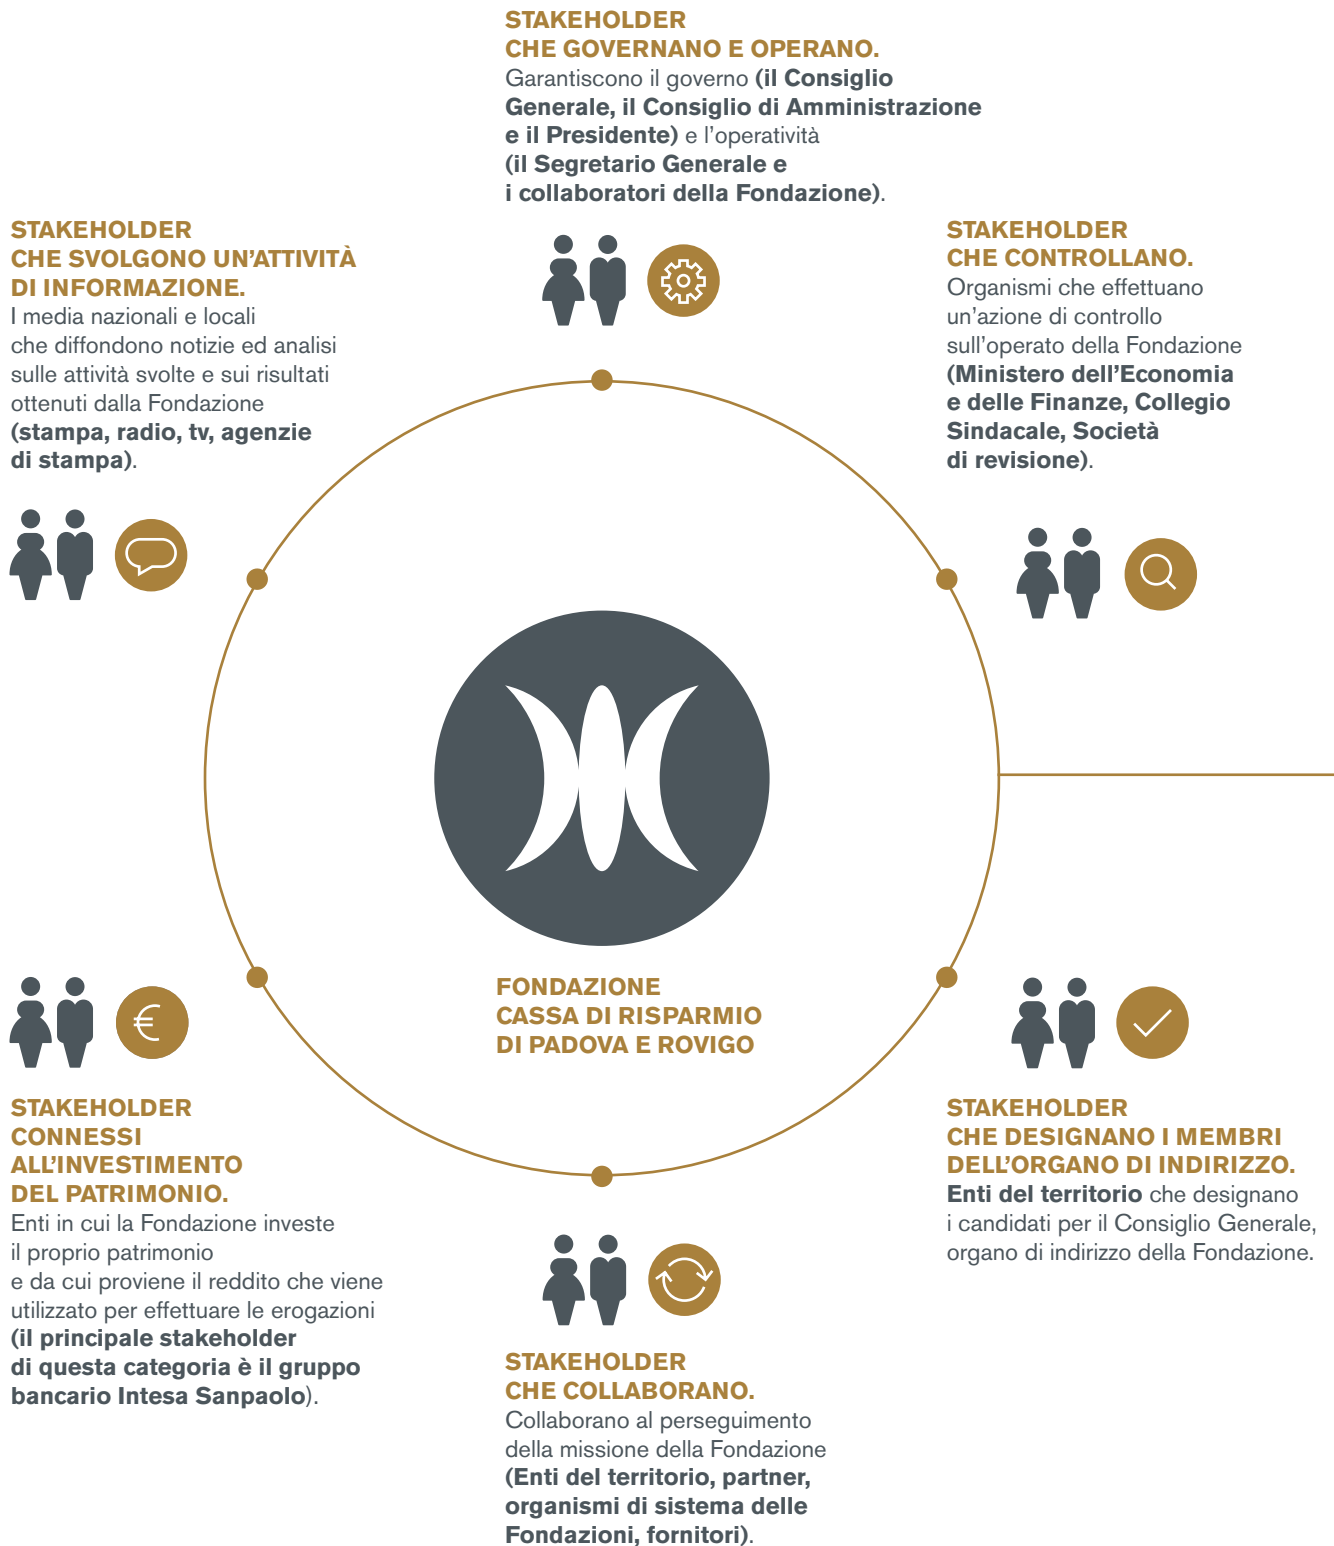 STAKEHOLDER
CHE GOVERNANO E OPERANO.
Garantiscono il governo (il Consiglio
Generale, il Consiglio di Amministrazione
e il Presidente) e l'operatività
(il Segretario Generale e
i collaboratori della Fondazione).
STAKEHOLDER
CHE SVOLGONO UN'ATTIVITÀ
DI INFORMAZIONE.
I media nazionali e locali
che diffondono notizie ed analisi
sulle attività svolte e sui risultati
ottenuti dalla Fondazione
(stampa, radio, tv, agenzie
di stampa).
STAKEHOLDER
CHE CONTROLLANO.
Organismi che effettuano
un'azione di controllo
sull'operato della Fondazione
(Ministero dell'Economia
e delle Finanze, Collegio
Sindacale, Società
di revisione).
FONDAZIONE
CASSA DI RISPARMIO
DI PADOVA E ROVIGO
€
STAKEHOLDER
CONNESSI
ALL'INVESTIMENTO
DEL PATRIMONIO.
Enti in cui la Fondazione investe
il proprio patrimonio
e da cui proviene il reddito che viene
utilizzato per effettuare le erogazioni
(il principale stakeholder
di questa categoria è il gruppo
bancario Intesa Sanpaolo).
STAKEHOLDER
CHE DESIGNANO I MEMBRI
DELL'ORGANO DI INDIRIZZO.
Enti del territorio che designano
i candidati per il Consiglio Generale,
organo di indirizzo della Fondazione.
STAKEHOLDER
CHE COLLABORANO.
Collaborano al perseguimento
della missione della Fondazione
(Enti del territorio, partner,
organismi di sistema delle
Fondazioni, fornitori).